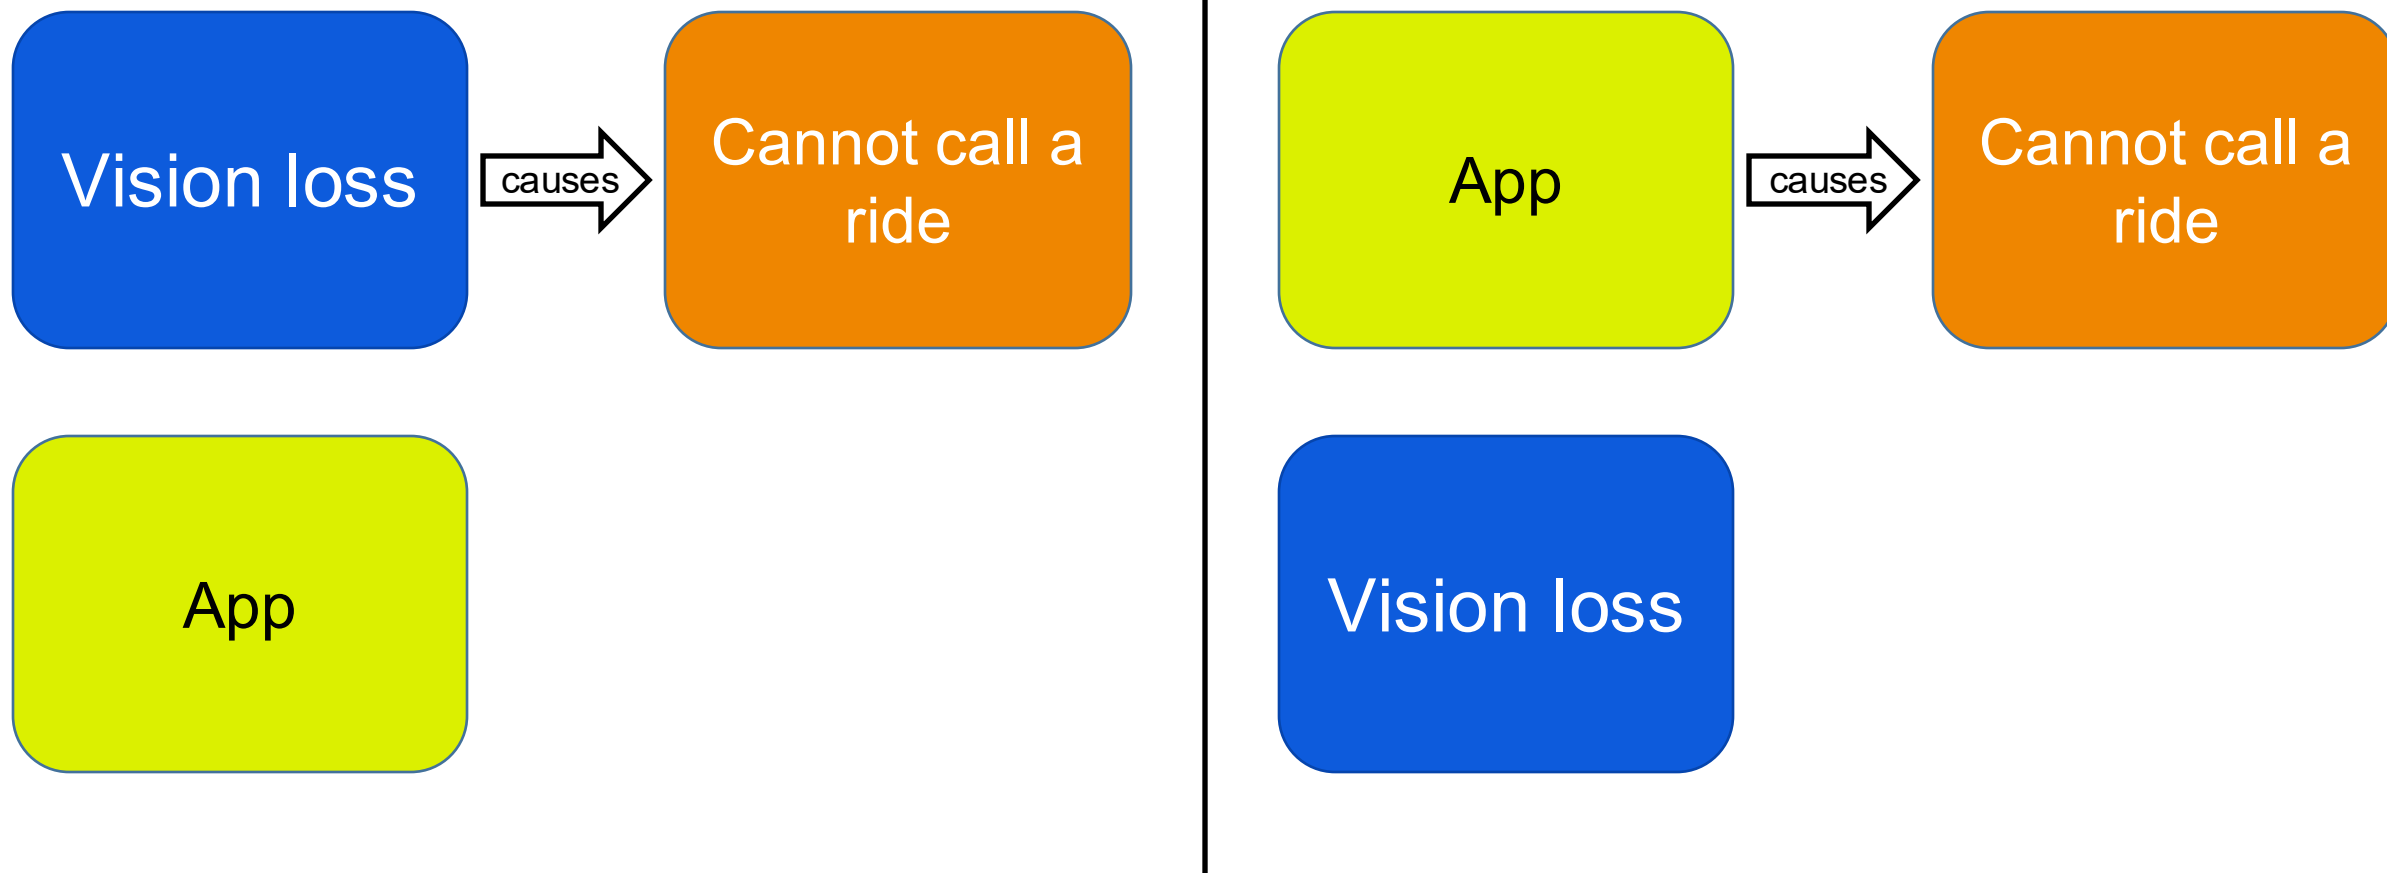 Vision loss
causes
Cannot call a
ride
App
App
causes
Cannot call a
ride
Vision loss